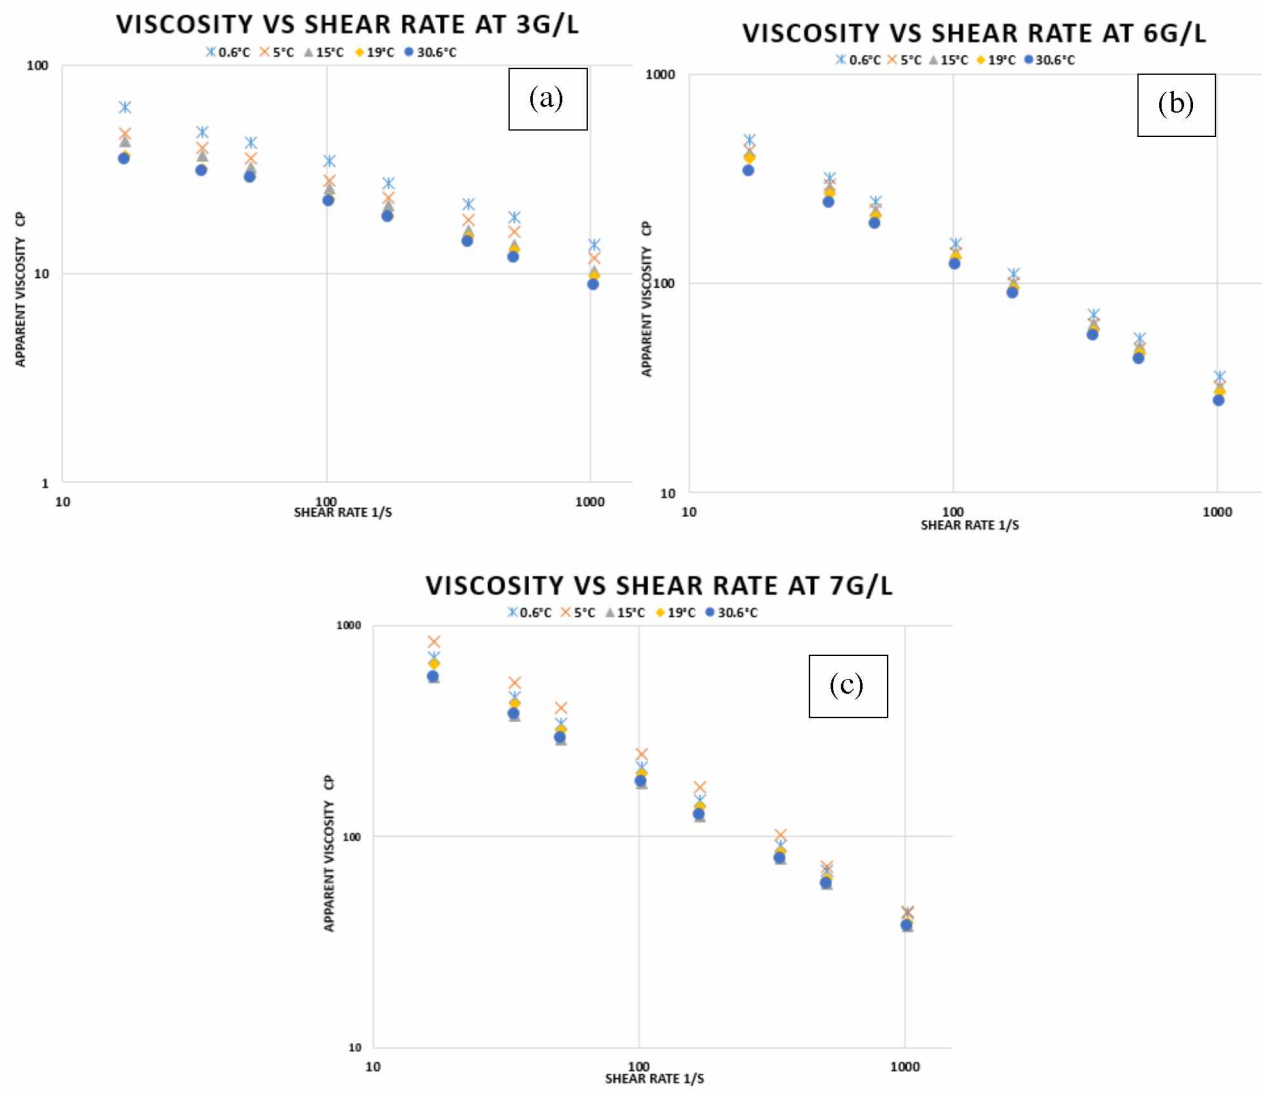 VISCOSITY VS SHEAR RATE AT 3G/L
0.6°C 5°C 15°C 19°C 30.6°C
100
(a)
10
1
10 100 1000
SHEAR RATE 1/S
APPARENT VISCOSITY CP
VISCOSITY VS SHEAR RATE AT 6G/L
0.6°C 5°C 15°C 19°C 30.6°C
1000
(b)
100
10
10 100 1000
SHEAR RATE 1/S
APPARENT VISCOSITY CP
VISCOSITY VS SHEAR RATE AT 7G/L
0.6°C 5°C 15°C 19°C 30.6°C
1000
(c)
100
10
10 100 1000
SHEAR RATE 1/S
APPARENT VISCOSITY CP